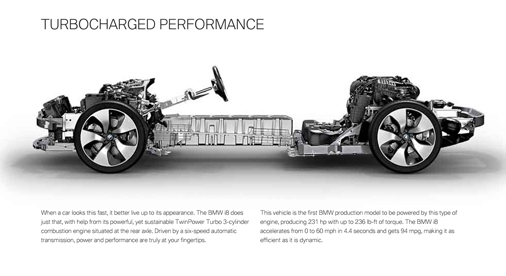 TURBOCHARGED PERFORMANCE
When a car looks this fast, it better live up to its appearance. The BMW i8 does
just that, with help from its powerful, yet sustainable TwinPower Turbo 3-cylinder
combustion engine situated at the rear axle. Driven by a six-speed automatic
transmission, power and performance are truly at your fingertips.
This vehicle is the first BMW production model to be powered by this type of
engine, producing 231 hp with up to 236 lb-ft of torque. The BMW i8
accelerates from 0 to 60 mph in 4.4 seconds and gets 94 mpg, making it as
efficient as it is dynamic.